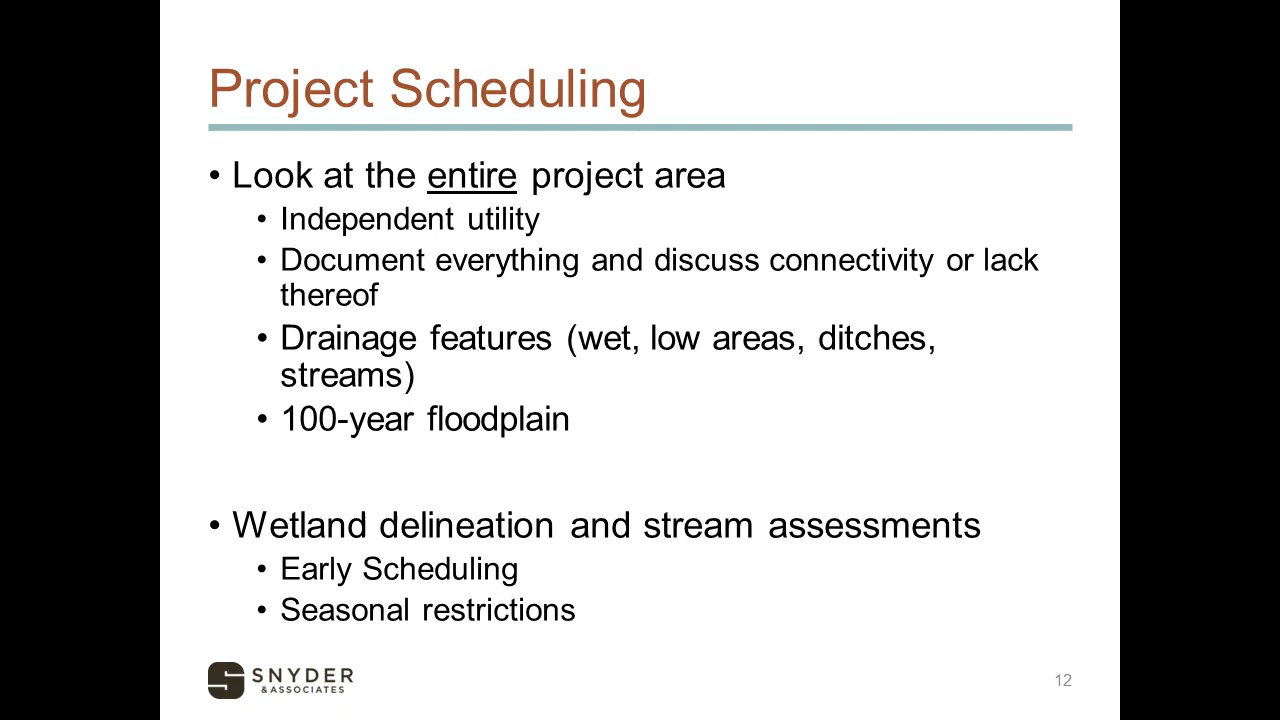 Project Scheduling
• Look at the entire project area
• Independent utility
• Document everything and discuss connectivity or lack
thereof
• Drainage features (wet, low areas, ditches,
streams)
• 100-year floodplain
• Wetland delineation and stream assessments
• Early Scheduling
• Seasonal restrictions
SNYDER
& ASSOCIATES
12